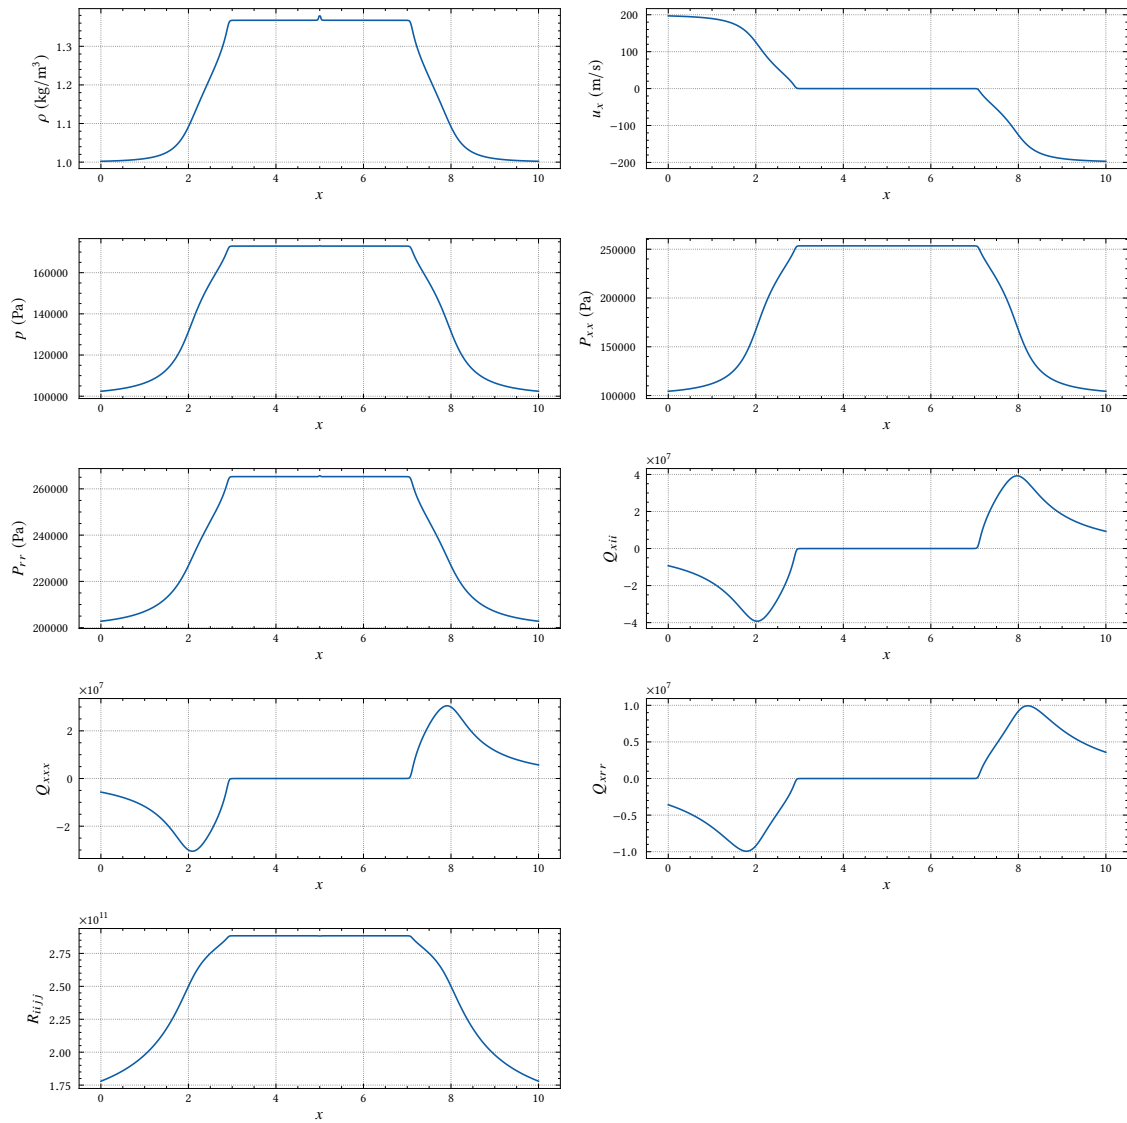 1.3
1.2
1.1
1.0
ρ (kg/m³)
0 2 4 6 8 10
x
200
100
0
−100
−200
u_x (m/s)
0 2 4 6 8 10
x
160000
140000
120000
100000
p (Pa)
0 2 4 6 8 10
x
250000
200000
150000
100000
P_xx (Pa)
0 2 4 6 8 10
x
260000
240000
220000
200000
P_rr (Pa)
0 2 4 6 8 10
x
×10⁷
4
2
0
−2
−4
Q_xii
0 2 4 6 8 10
x
×10⁷
2
0
−2
Q_xxx
0 2 4 6 8 10
x
×10⁷
1.0
0.5
0.0
−0.5
−1.0
Q_xrr
0 2 4 6 8 10
x
×10¹¹
2.75
2.50
2.25
2.00
1.75
R_iijj
0 2 4 6 8 10
x